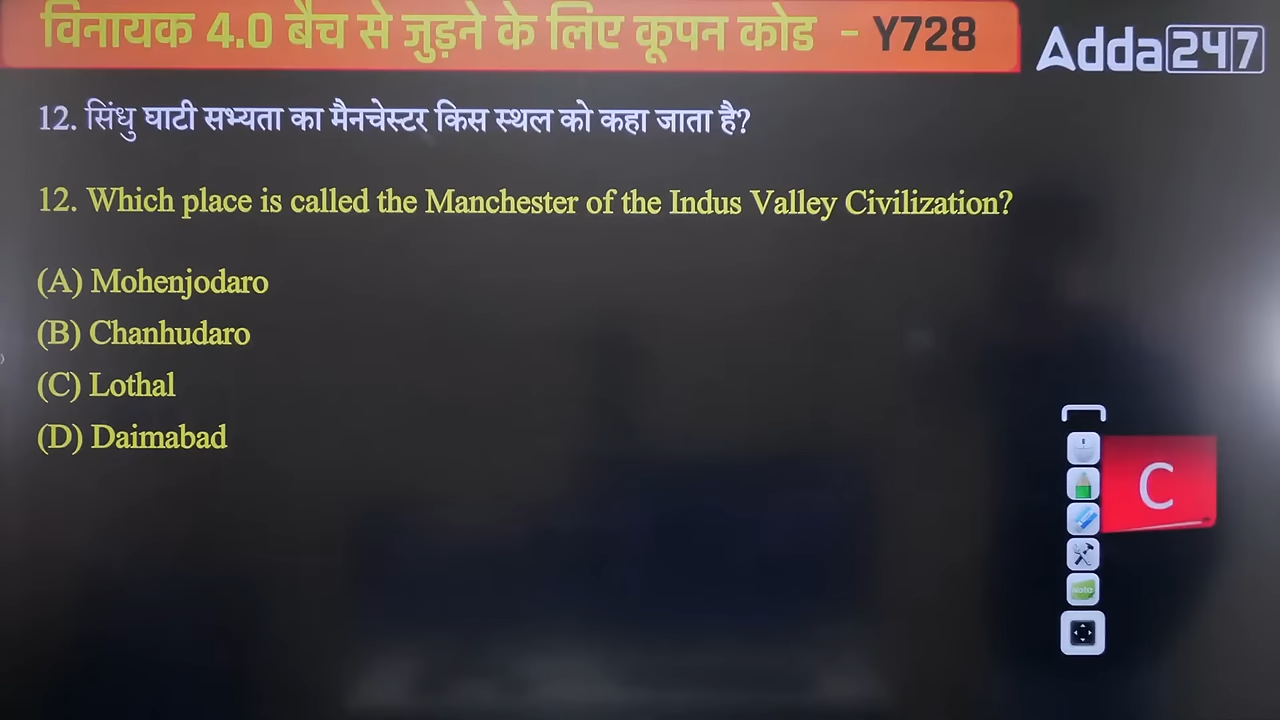 विनायक 4.0 बैच से जुड़ने के लिए कूपन कोड - Y728
Adda247
12. सिंधु घाटी सभ्यता का मैनचेस्टर किस स्थल को कहा जाता है?
12. Which place is called the Manchester of the Indus Valley Civilization?
(A) Mohenjodaro
(B) Chanhudaro
(C) Lothal
(D) Daimabad
C
Note